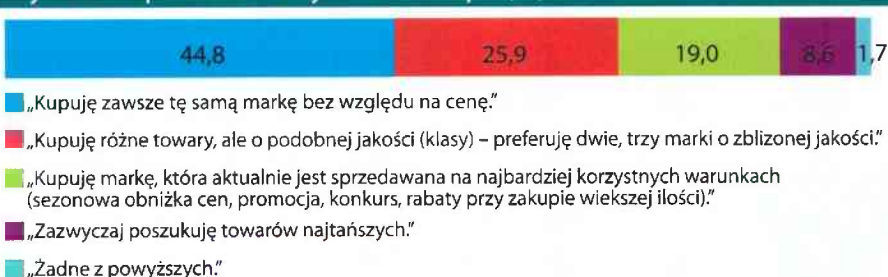 44,8 25,9 19,0 8,6 1,7
„Kupuję zawsze tę samą markę bez względu na cenę.”
„Kupuję różne towary, ale o podobnej jakości (klasy) – preferuję dwie, trzy marki o zblizonej jakości.”
„Kupuję markę, która aktualnie jest sprzedawana na najbardziej korzystnych warunkach
(sezonowa obniżka cen, promocja, konkurs, rabaty przy zakupie wiekszej ilości).”
„Zazwyczaj poszukuję towarów najtańszych.”
„Żadne z powyższych.”